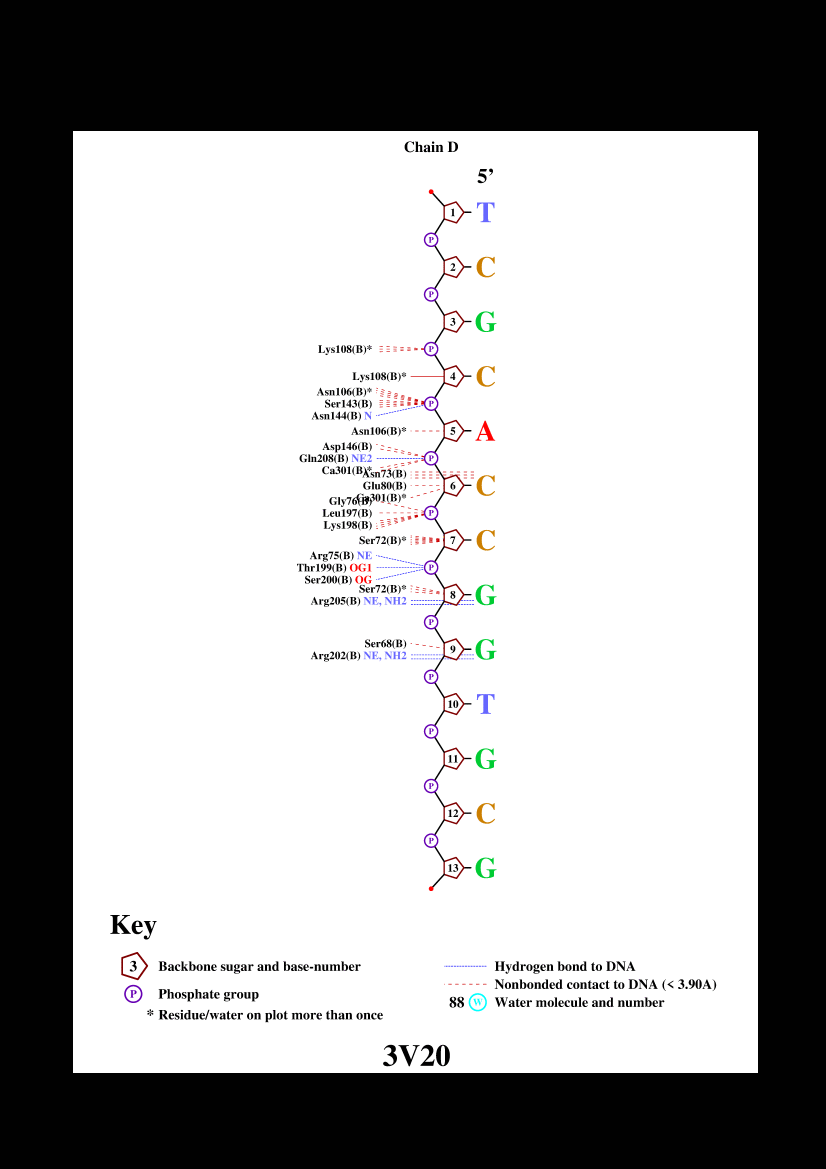 Chain D
5’
1 T
P
2 C
P
3 G
Lys108(B)* P
Lys108(B)* 4 C
Asn106(B)*
Ser143(B) P
Asn144(B) N
Asn106(B)* 5 A
Asp146(B)
Gln208(B) NE2 P
Ca301(B)*
Asn73(B)
Glu80(B) 6 C
Ca301(B)*
Gly76(B)
Leu197(B) P
Lys198(B)
Ser72(B)* 7 C
Arg75(B) NE
Thr199(B) OG1 P
Ser200(B) OG
Ser72(B)*
8 G
Arg205(B) NE, NH2
P
Ser68(B)
9 G
Arg202(B) NE, NH2
P
10 T
P
11 G
P
12 C
P
13 G
Key
3 Backbone sugar and base-number
P Phosphate group
* Residue/water on plot more than once
Hydrogen bond to DNA
Nonbonded contact to DNA (< 3.90A)
88 W Water molecule and number
3V20